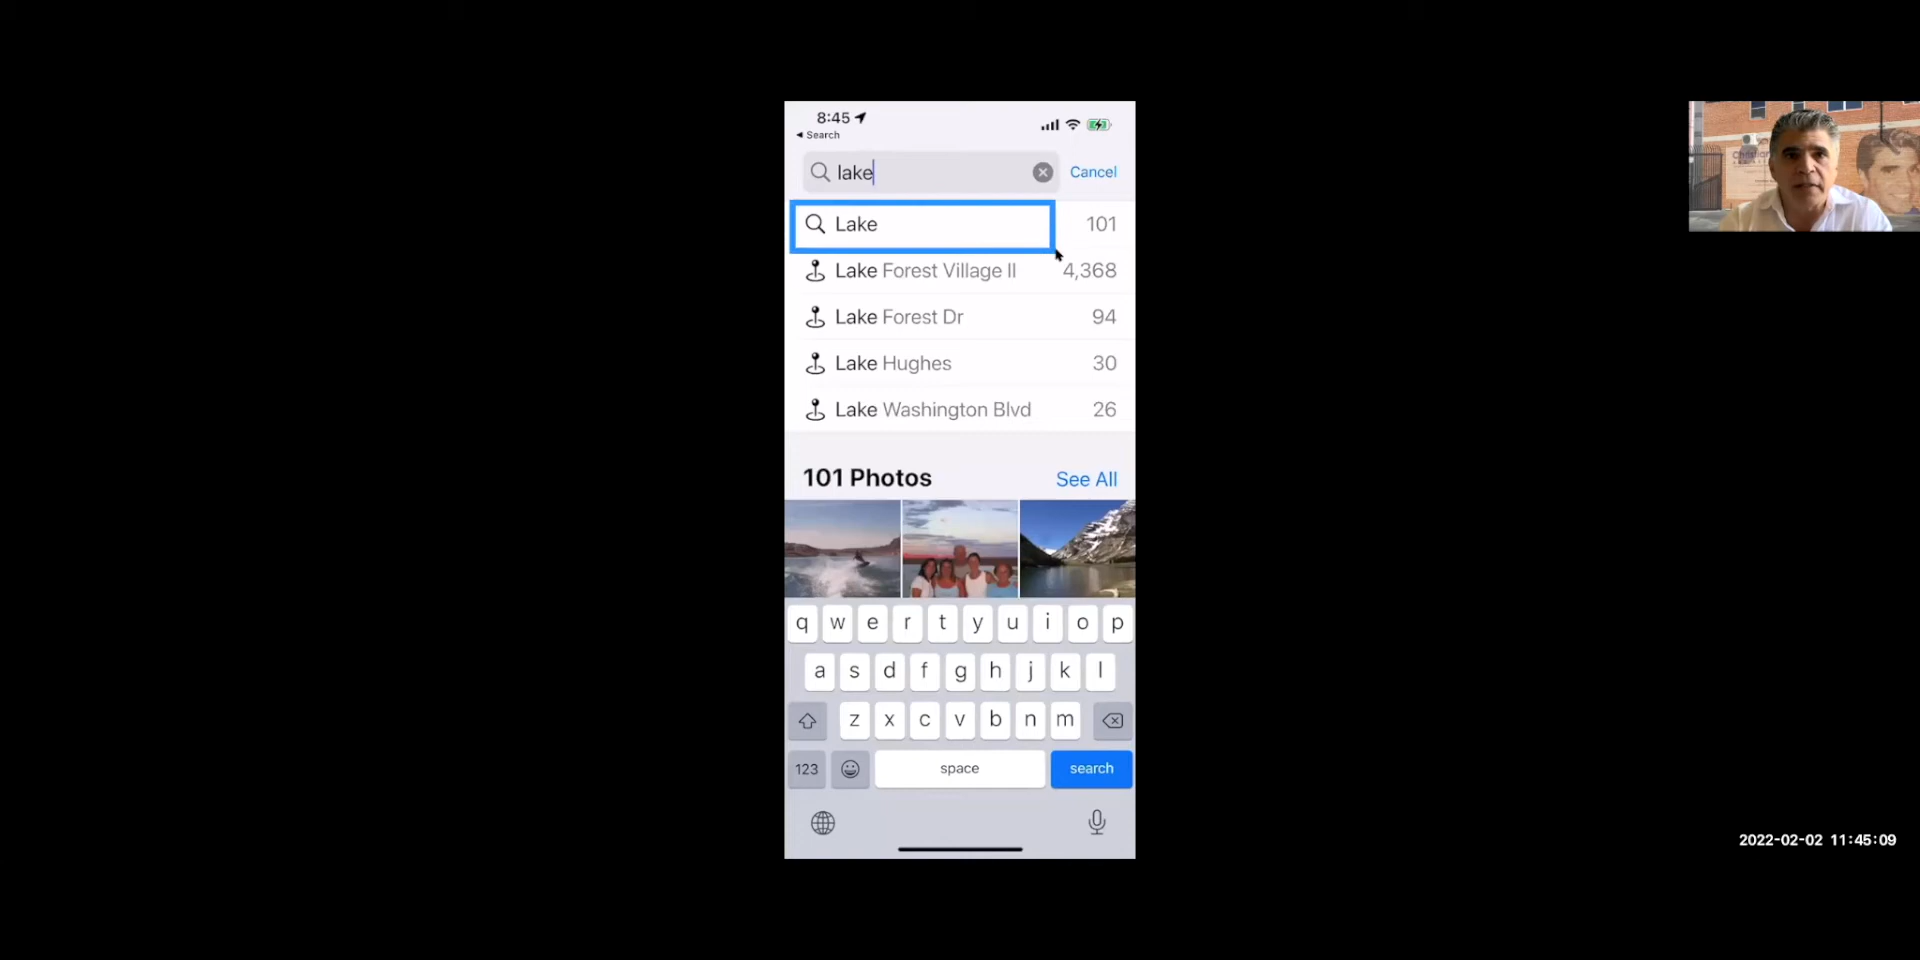 8:45
Search
lake
Cancel
Lake 101
Lake Forest Village II 4,368
Lake Forest Dr 94
Lake Hughes 30
Lake Washington Blvd 26
101 Photos See All
q w e r t y u i o p
a s d f g h j k l
z x c v b n m
123 space search
2022-02-02 11:45:09